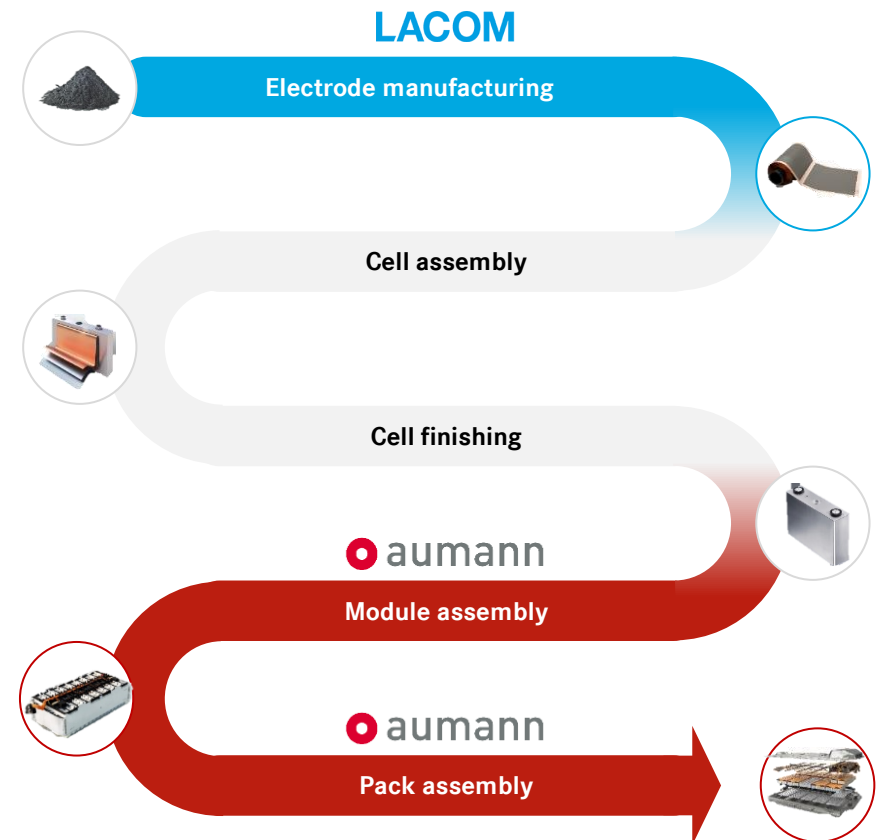 LACOM
Electrode manufacturing
Cell assembly
Cell finishing
aumann
Module assembly
aumann
Pack assembly